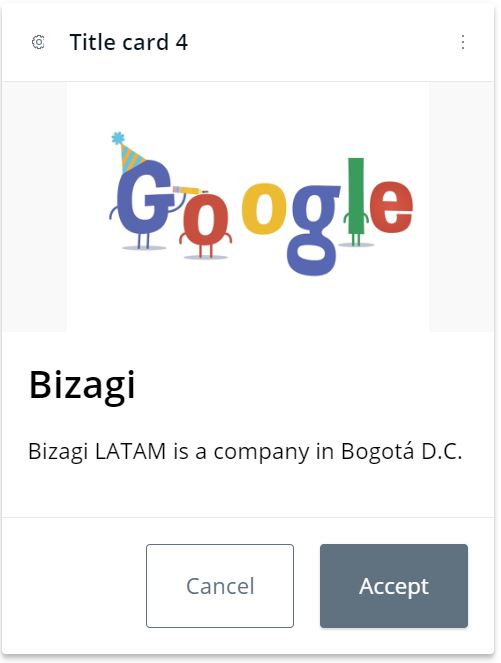 Title card 4
Google
Bizagi
Bizagi LATAM is a company in Bogotá D.C.
Cancel
Accept